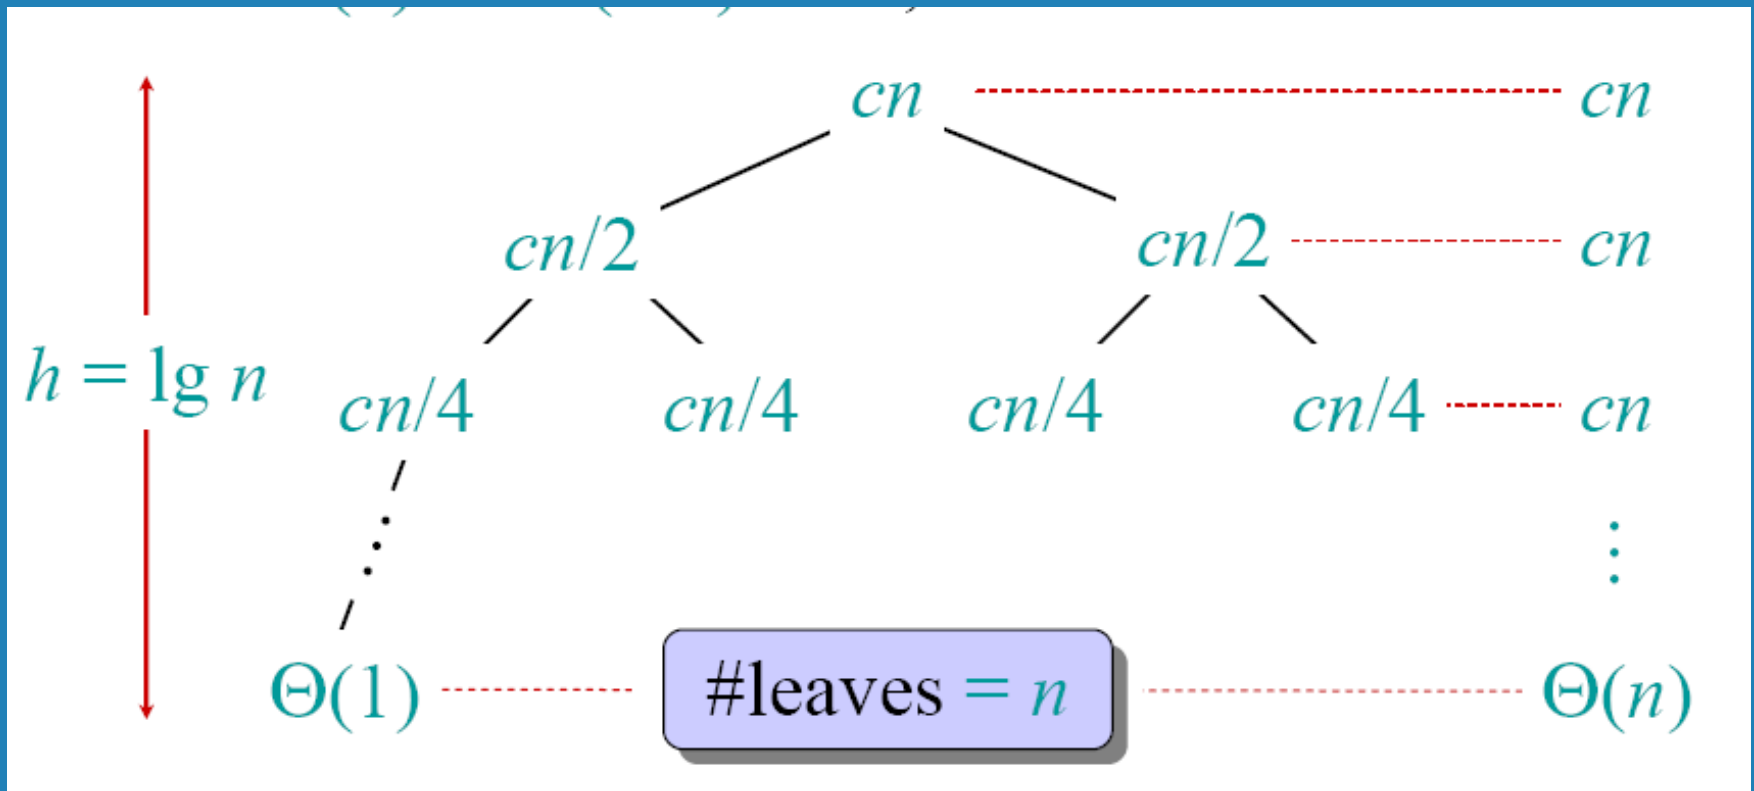 cn cn
cn/2 cn/2 cn
h = lg n cn/4 cn/4 cn/4 cn/4 cn
Θ(1) #leaves = n Θ(n)